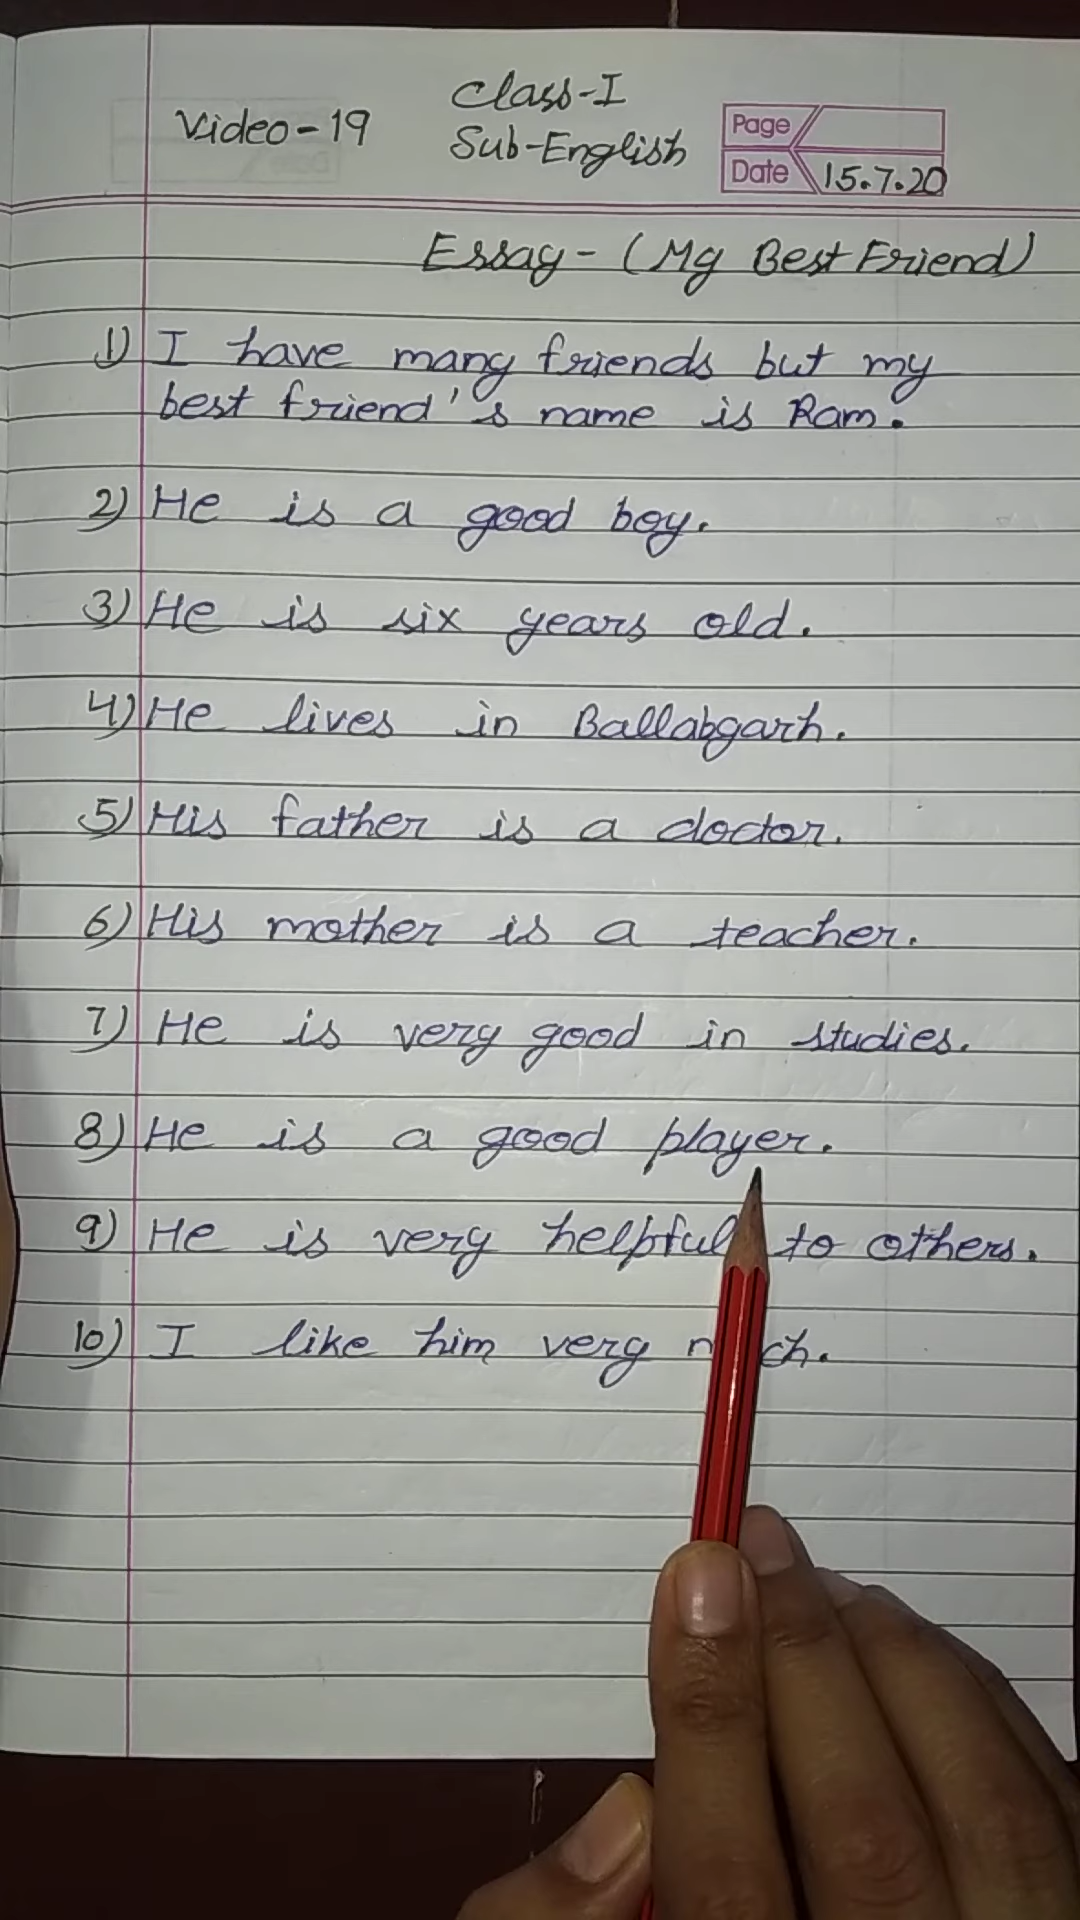 Class-I
Video-19
Sub-English
Page
Date 15.7.20
Essay - (My Best Friend)
1) I have many friends but my
best friend's name is Ram.
2) He is a good boy.
3) He is six years old.
4) He lives in Ballabgarh.
5) His father is a doctor.
6) His mother is a teacher.
7) He is very good in studies.
8) He is a good player.
9) He is very helpful to others.
10) I like him very